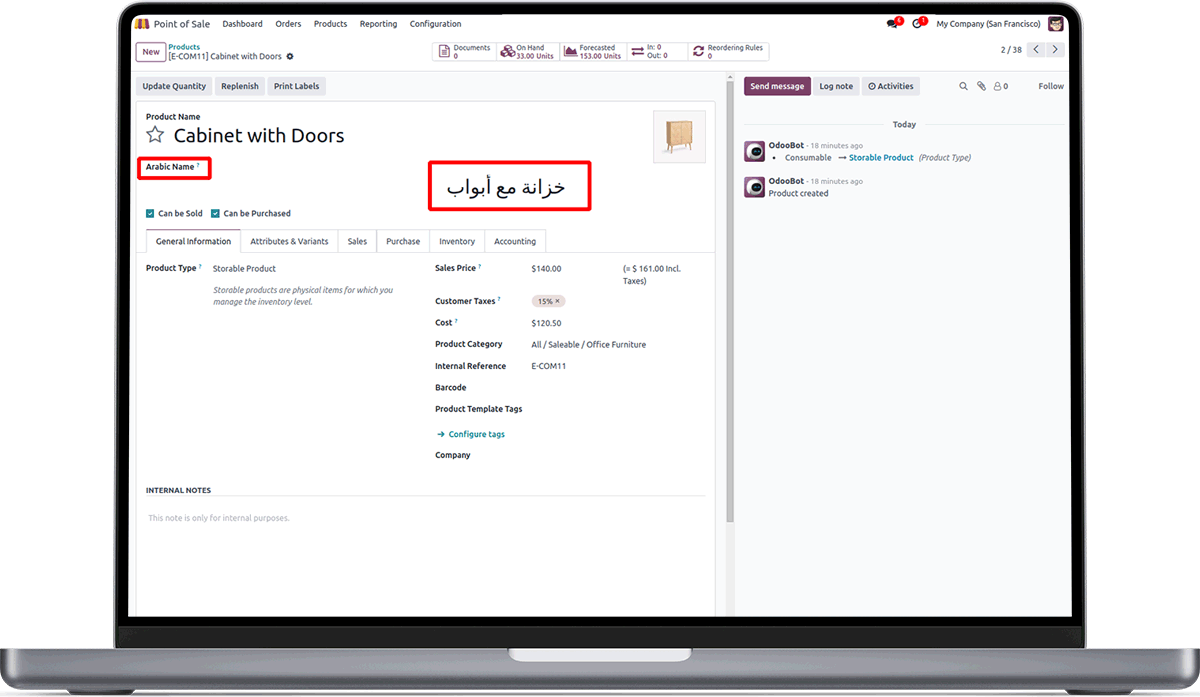 Point of Sale Dashboard Orders Products Reporting Configuration 6 1 My Company (San Francisco)
New Products
[E-COM11] Cabinet with Doors
Documents 0 On Hand 33.00 Units Forecasted 153.00 Units In: 0 Out: 0 Reordering Rules 0
2 / 38
Update Quantity Replenish Print Labels
Send message Log note Activities 0 Follow
Product Name
Cabinet with Doors
Arabic Name ?
خزانة مع أبواب
Can be Sold Can be Purchased
General Information Attributes & Variants Sales Purchase Inventory Accounting
Product Type ? Storable Product
Storable products are physical items for which you
manage the inventory level.
Sales Price ? $140.00 (= $ 161.00 Incl.
Taxes)
Customer Taxes ? 15% ×
Cost ? $120.50
Product Category All / Saleable / Office Furniture
Internal Reference E-COM11
Barcode
Product Template Tags
→ Configure tags
Company
INTERNAL NOTES
This note is only for internal purposes.
Today
OdooBot - 18 minutes ago
• Consumable → Storable Product (Product Type)
OdooBot - 18 minutes ago
Product created